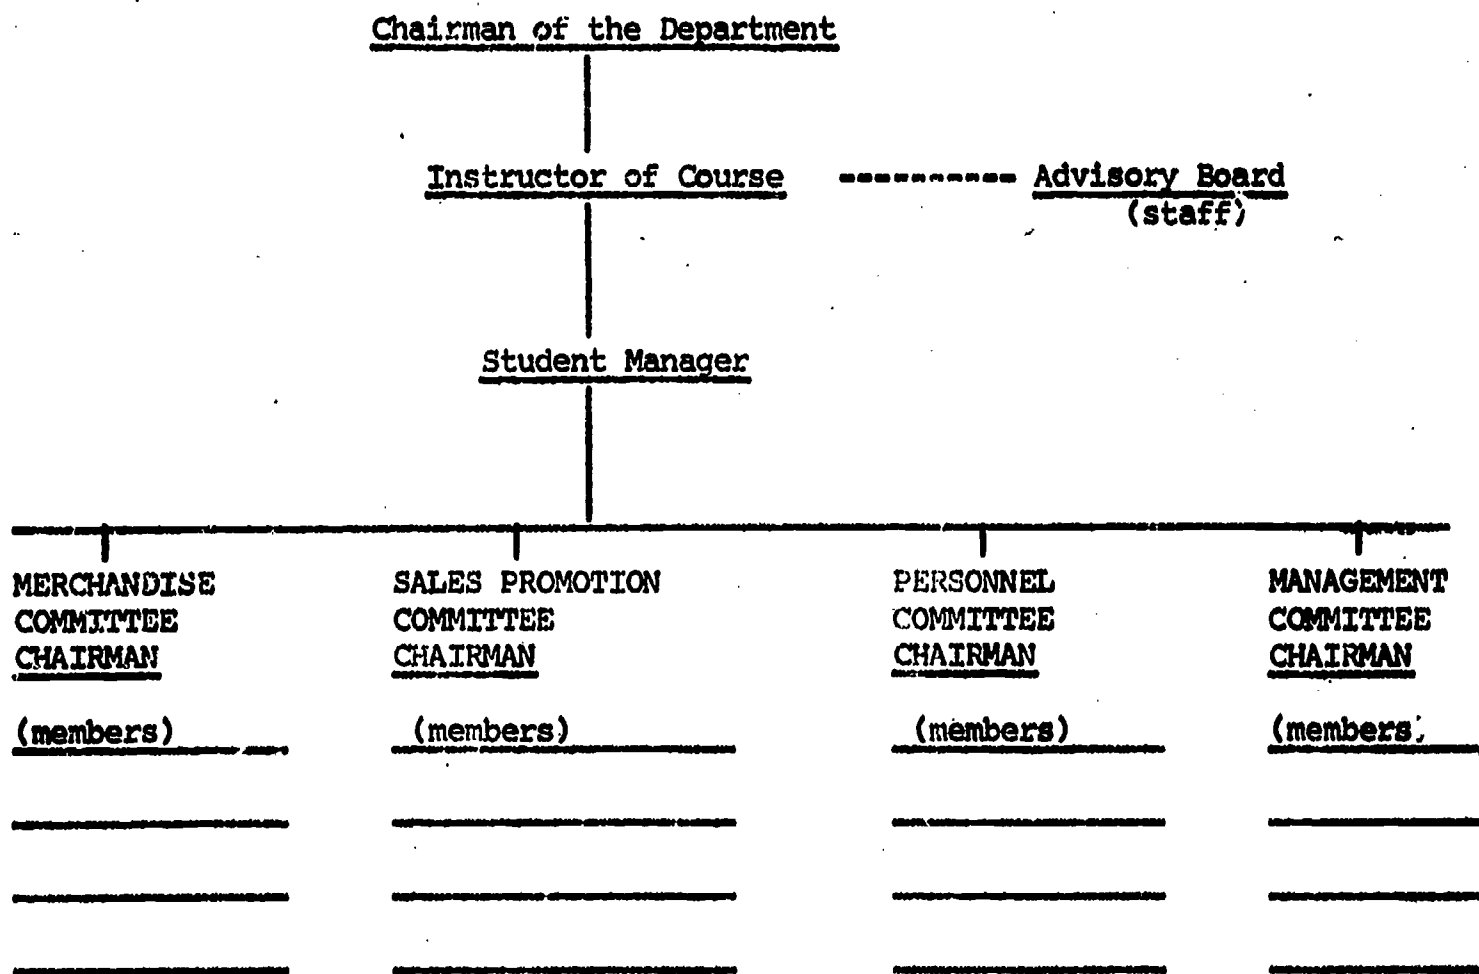 Chairman of the Department
Instructor of Course --------- Advisory Board
(staff)
Student Manager
MERCHANDISE
COMMITTEE
CHAIRMAN
(members)
SALES PROMOTION
COMMITTEE
CHAIRMAN
(members)
PERSONNEL
COMMITTEE
CHAIRMAN
(members)
MANAGEMENT
COMMITTEE
CHAIRMAN
(members)